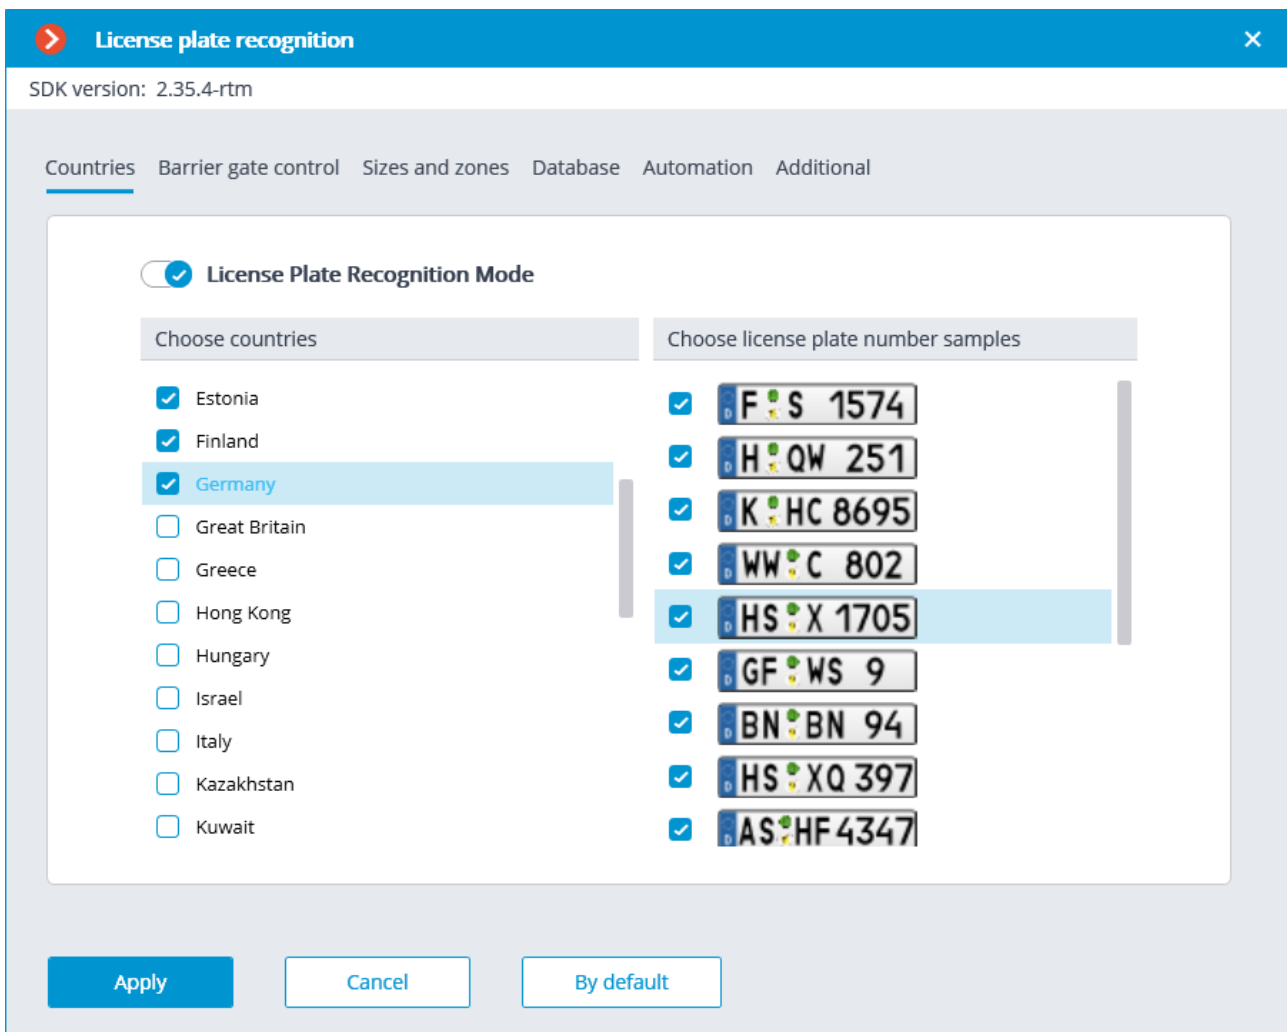 License plate recognition
SDK version: 2.35.4-rtm
Countries Barrier gate control Sizes and zones Database Automation Additional
License Plate Recognition Mode
Choose countries
Estonia
Finland
Germany
Great Britain
Greece
Hong Kong
Hungary
Israel
Italy
Kazakhstan
Kuwait
Choose license plate number samples
D F S 1574
D H QW 251
D K HC 8695
D WW C 802
D HS X 1705
D GF WS 9
D BN BN 94
D HS XQ 397
D AS HF 4347
Apply Cancel By default